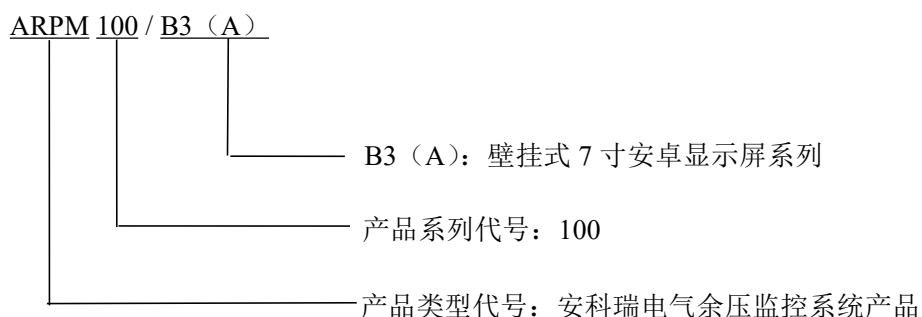 ARPM 100 / B3（A）
B3（A）：壁挂式 7 寸安卓显示屏系列
产品系列代号：100
产品类型代号：安科瑞电气余压监控系统产品